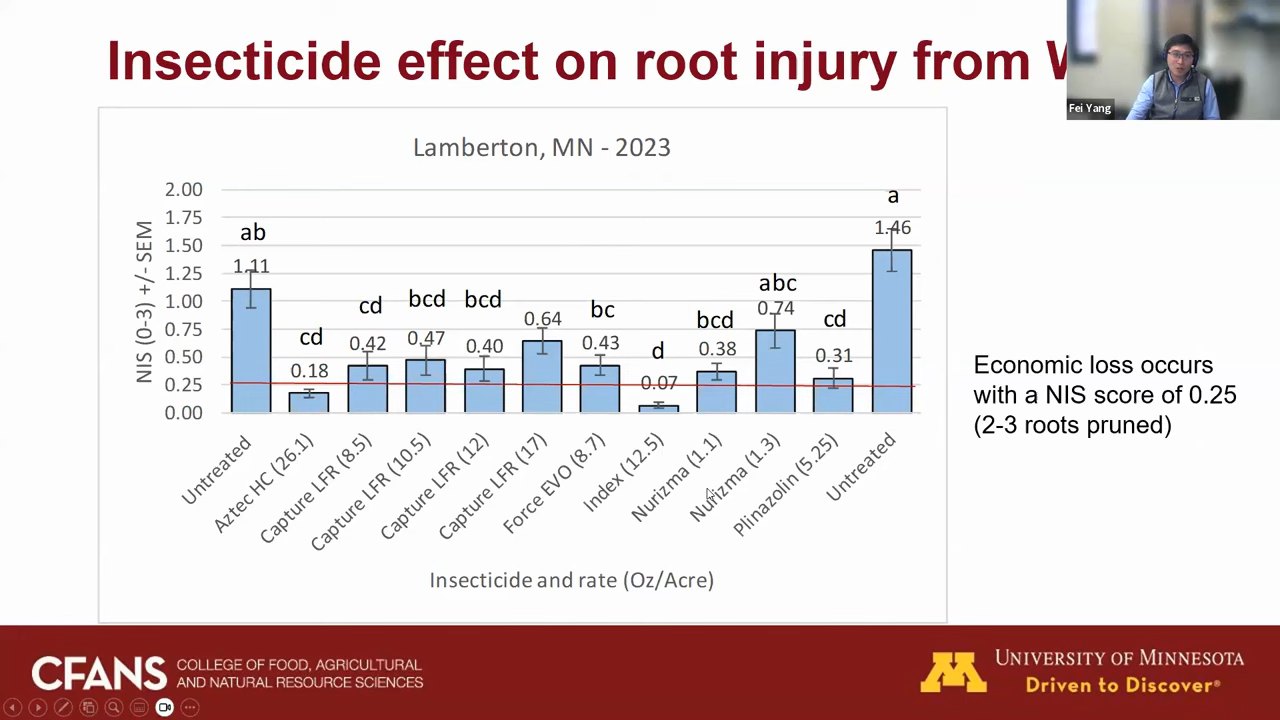 Insecticide effect on root injury from
Fei Yang
Lamberton, MN - 2023
NIS (0-3) +/- SEM
2.00
1.75
1.50
1.25
1.00
0.75
0.50
0.25
0.00
ab
1.11
cd
0.18
cd
0.42
bcd
0.47
bcd
0.40
0.64
bc
0.43
d
0.07
bcd
0.38
abc
0.74
cd
0.31
a
1.46
Untreated
Aztec HC (26.1)
Capture LFR (8.5)
Capture LFR (10.5)
Capture LFR (12)
Capture LFR (17)
Force EVO (8.7)
Index (12.5)
Nurizma (1.1)
Nurizma (1.3)
Plinazolin (5.25)
Untreated
Insecticide and rate (Oz/Acre)
Economic loss occurs
with a NIS score of 0.25
(2-3 roots pruned)
CFANS
COLLEGE OF FOOD, AGRICULTURAL
AND NATURAL RESOURCE SCIENCES
M
UNIVERSITY OF MINNESOTA
Driven to Discover®